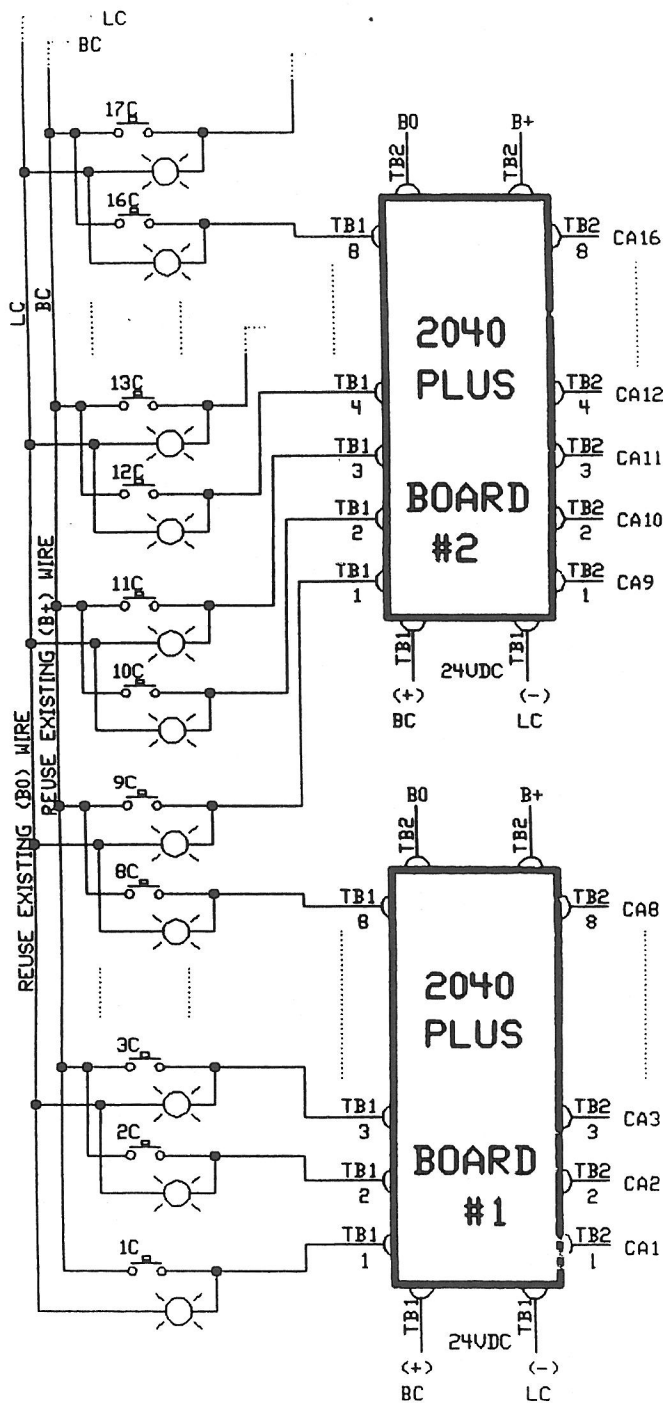 LC
BC
17C
B0
B+
TB2
TB2
16C
TB1
8
TB2
8
CA16
LC
BC
2040
PLUS
13C
TB1
4
TB2
4
CA12
12C
TB1
3
TB2
3
CA11
BOARD
#2
TB1
2
TB2
2
CA10
11C
TB1
1
TB2
1
CA9
10C
TB1
TB1
24VDC
(+)
BC
(-)
LC
REUSE EXISTING (B+) WIRE
REUSE EXISTING (B0) WIRE
9C
B0
B+
TB2
TB2
8C
TB1
8
TB2
8
CA8
2040
PLUS
3C
TB1
3
TB2
3
CA3
2C
BOARD
#1
TB1
2
TB2
2
CA2
1C
TB1
1
TB2
1
CA1
TB1
TB1
24VDC
(+)
BC
(-)
LC